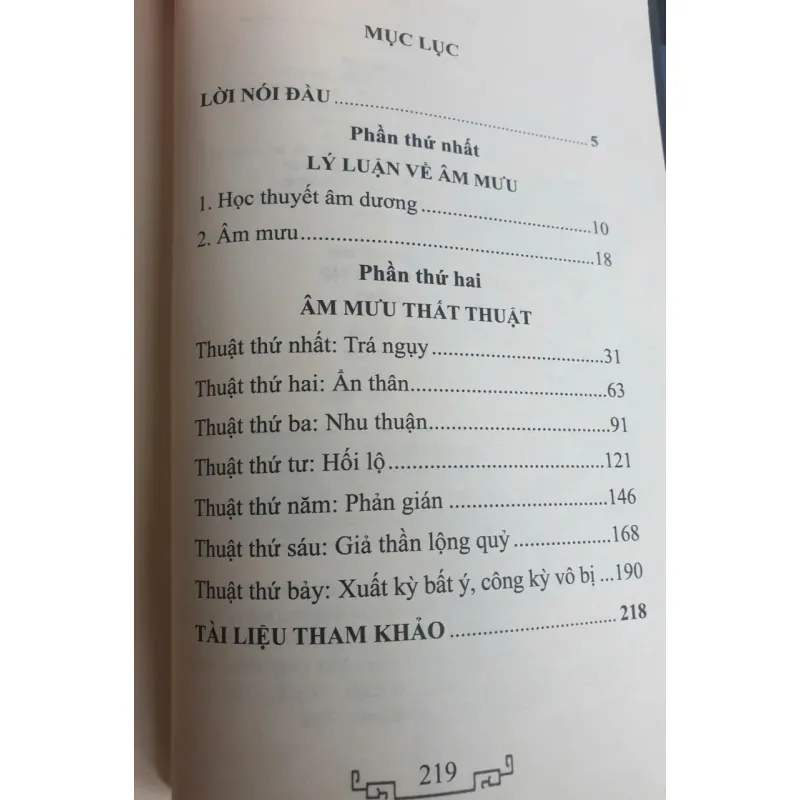 MỤC LỤC
LỜI NÓI ĐẦU ........................................ 5
Phần thứ nhất
LÝ LUẬN VỀ ÂM MƯU
1. Học thuyết âm dương ........................... 10
2. Âm mưu ................................................ 18
Phần thứ hai
ÂM MƯU THẤT THUẬT
Thuật thứ nhất: Trá ngụy ........................... 31
Thuật thứ hai: Ẩn thân ................................ 63
Thuật thứ ba: Nhu thuận ............................. 91
Thuật thứ tư: Hối lộ ................................... 121
Thuật thứ năm: Phản gián .......................... 146
Thuật thứ sáu: Giả thần lộng quỷ ................ 168
Thuật thứ bảy: Xuất kỳ bất ý, công kỳ vô bị ...190
TÀI LIỆU THAM KHẢO ........................... 218
219